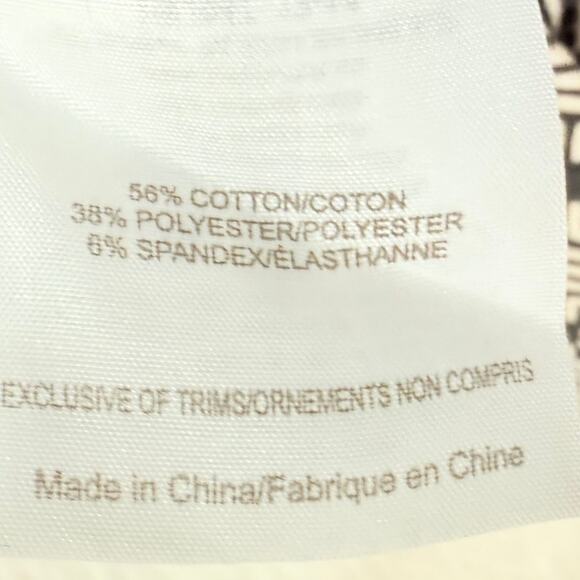 56% COTTON/COTON
38% POLYESTER/POLYESTER
6% SPANDEX/ÉLASTHANNE
EXCLUSIVE OF TRIMS/ORNEMENTS NON COMPRIS
Made in China/Fabrique en Chine